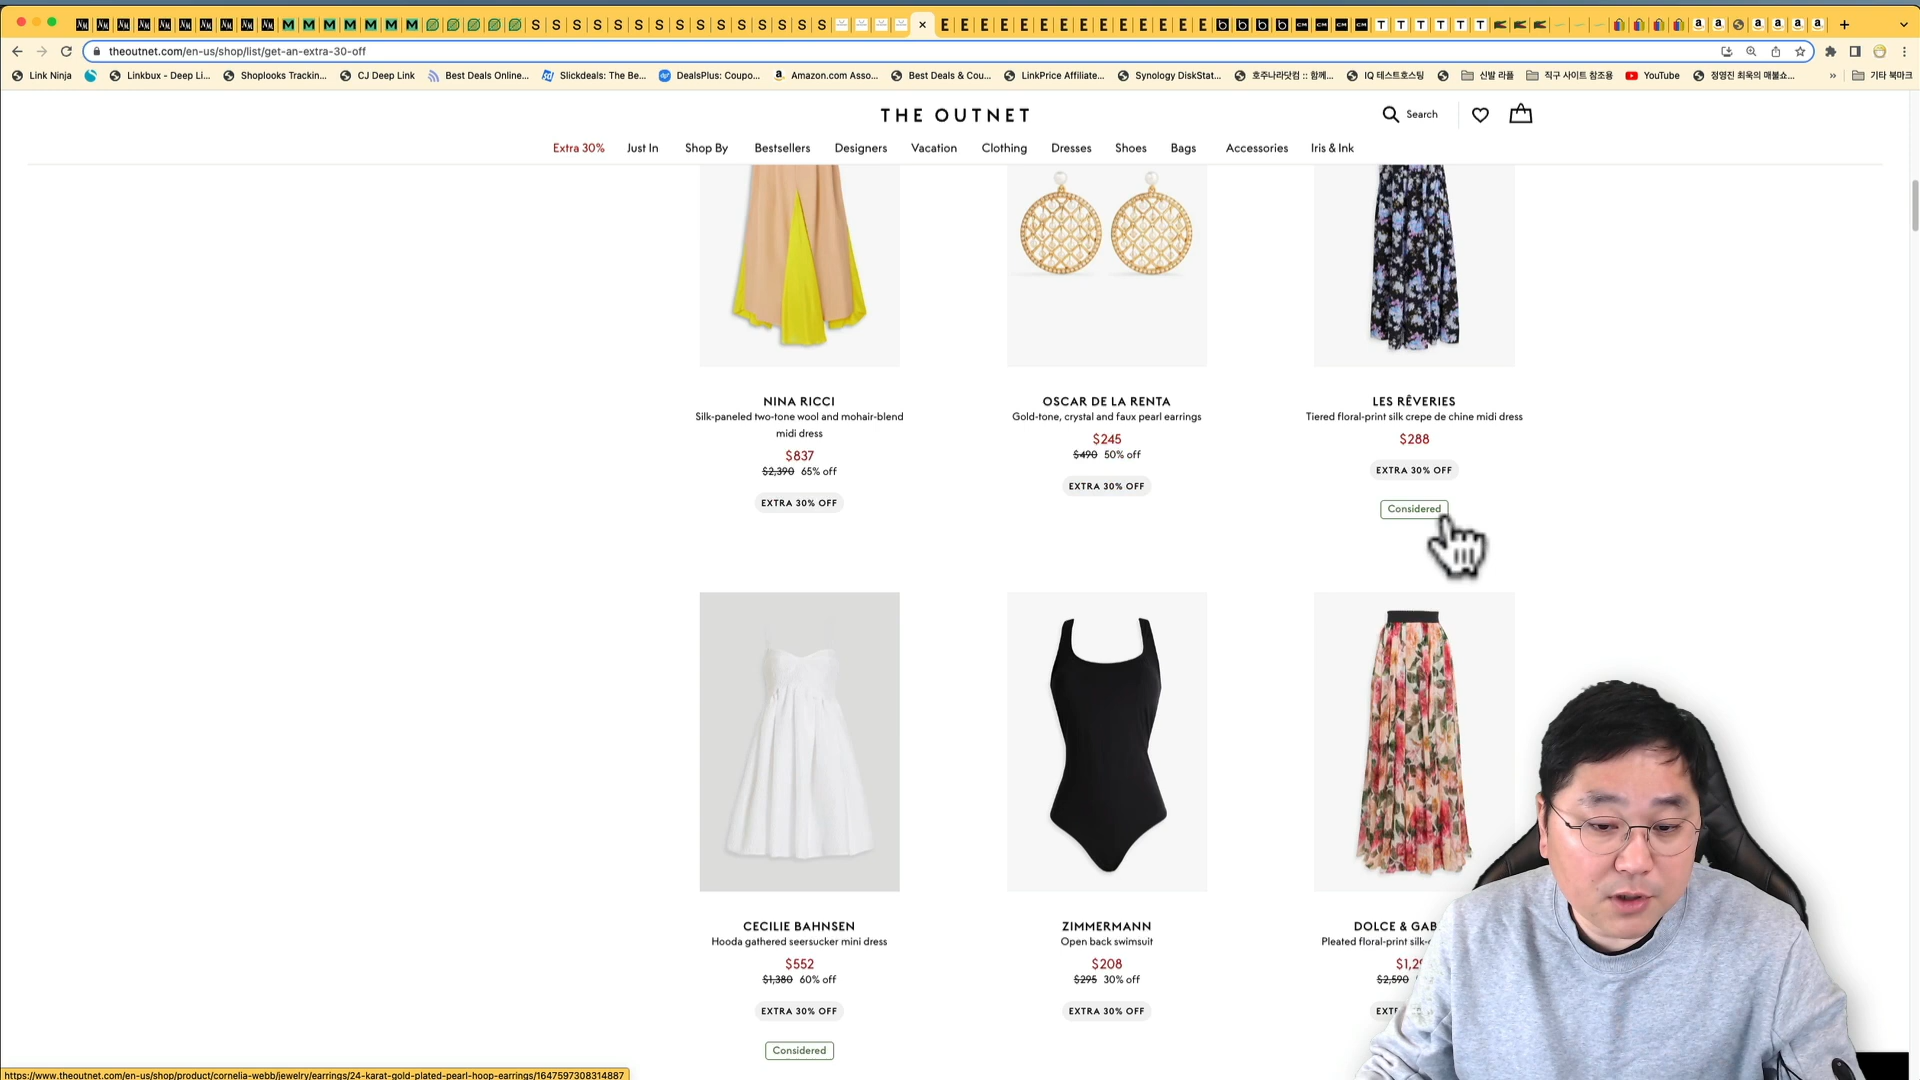 theoutnet.com/en-us/shop/list/get-an-extra-30-off
Link Ninja
Linkbux - Deep Li...
Shoplooks Trackin...
CJ Deep Link
Best Deals Online...
Slickdeals: The Be...
DealsPlus: Coupo...
Amazon.com Asso...
Best Deals & Cou...
LinkPrice Affiliate...
Synology DiskStat...
호주나라닷컴 :: 함께...
IQ 테스트호스팅
신발 라플
직구 사이트 참조용
YouTube
정영진 최욱의 매불쇼...
»
기타 북마크
THE OUTNET
Search
Extra 30%
Just In
Shop By
Bestsellers
Designers
Vacation
Clothing
Dresses
Shoes
Bags
Accessories
Iris & Ink
NINA RICCI
Silk-paneled two-tone wool and mohair-blend
midi dress
$837
$2,390 65% off
EXTRA 30% OFF
OSCAR DE LA RENTA
Gold-tone, crystal and faux pearl earrings
$245
$490 50% off
EXTRA 30% OFF
LES RÊVERIES
Tiered floral-print silk crepe de chine midi dress
$288
EXTRA 30% OFF
Considered
CECILIE BAHNSEN
Hooda gathered seersucker mini dress
$552
$1,380 60% off
EXTRA 30% OFF
Considered
ZIMMERMANN
Open back swimsuit
$208
$295 30% off
EXTRA 30% OFF
DOLCE & GAB
Pleated floral-print silk-
$1,29
$2,590
EXT
https://www.theoutnet.com/en-us/shop/product/cornelia-webb/jewelry/earrings/24-karat-gold-plated-pearl-hoop-earrings/1647597308314887